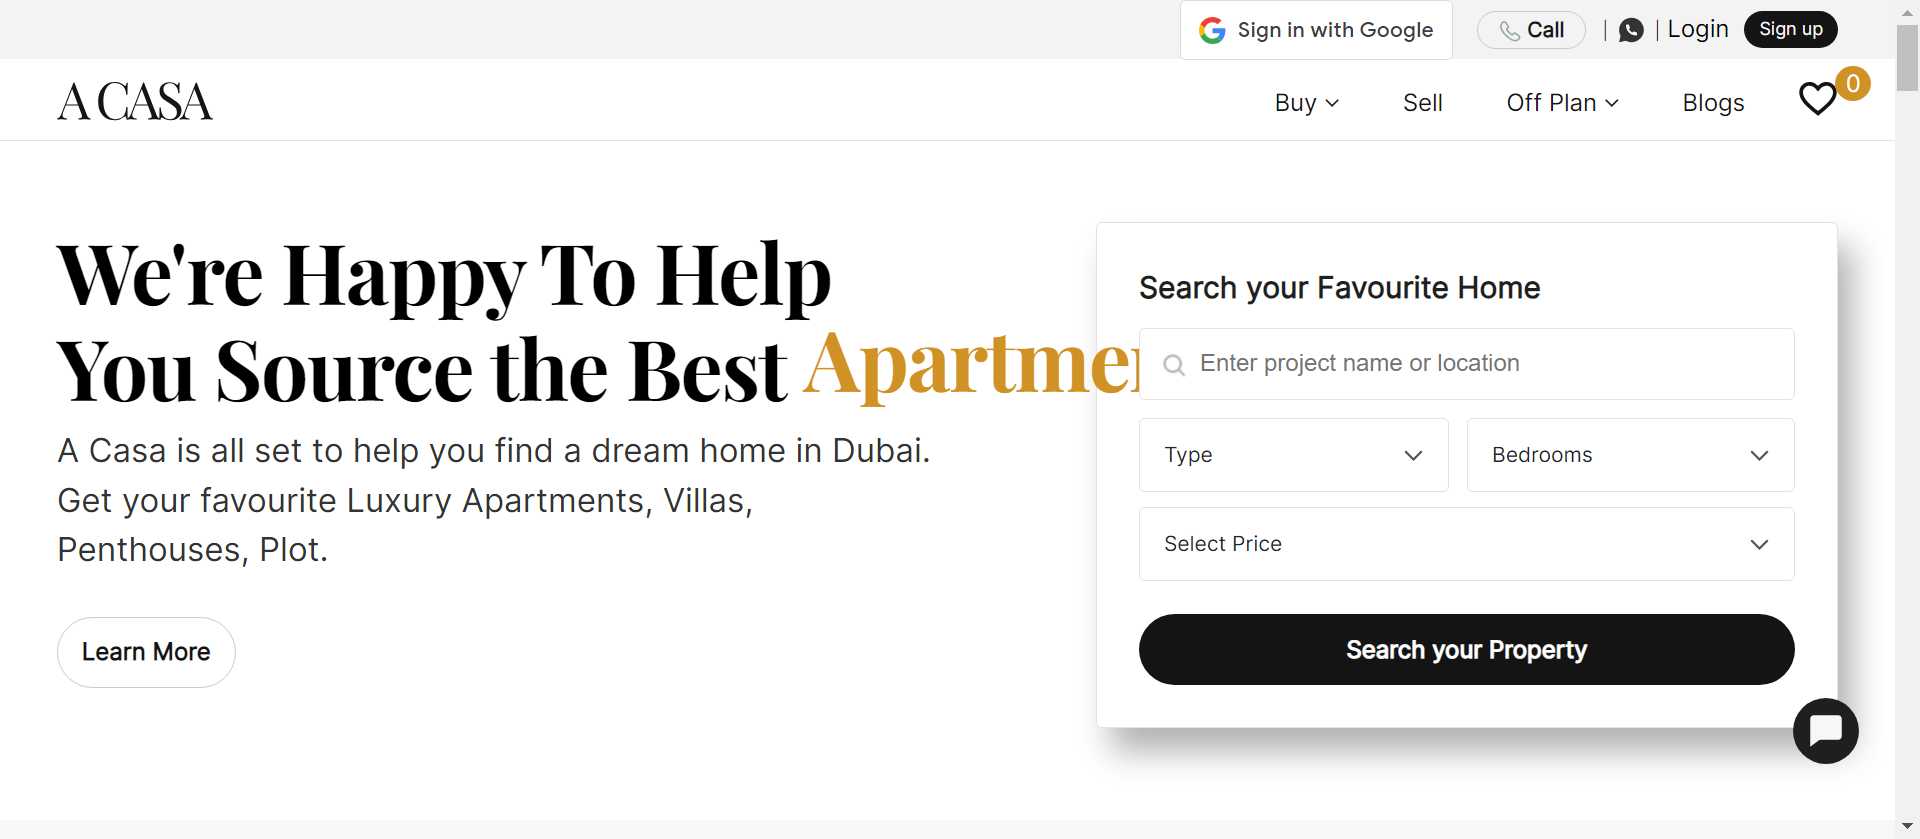 Sign in with Google
Call
|
|
Login
Sign up
A CASA
Buy
Sell
Off Plan
Blogs
0
We're Happy To Help
You Source the Best
A Casa is all set to help you find a dream home in Dubai.
Get your favourite Luxury Apartments, Villas,
Penthouses, Plot.
Learn More
Search your Favourite Home
Enter project name or location
Type
Bedrooms
Select Price
Search your Property